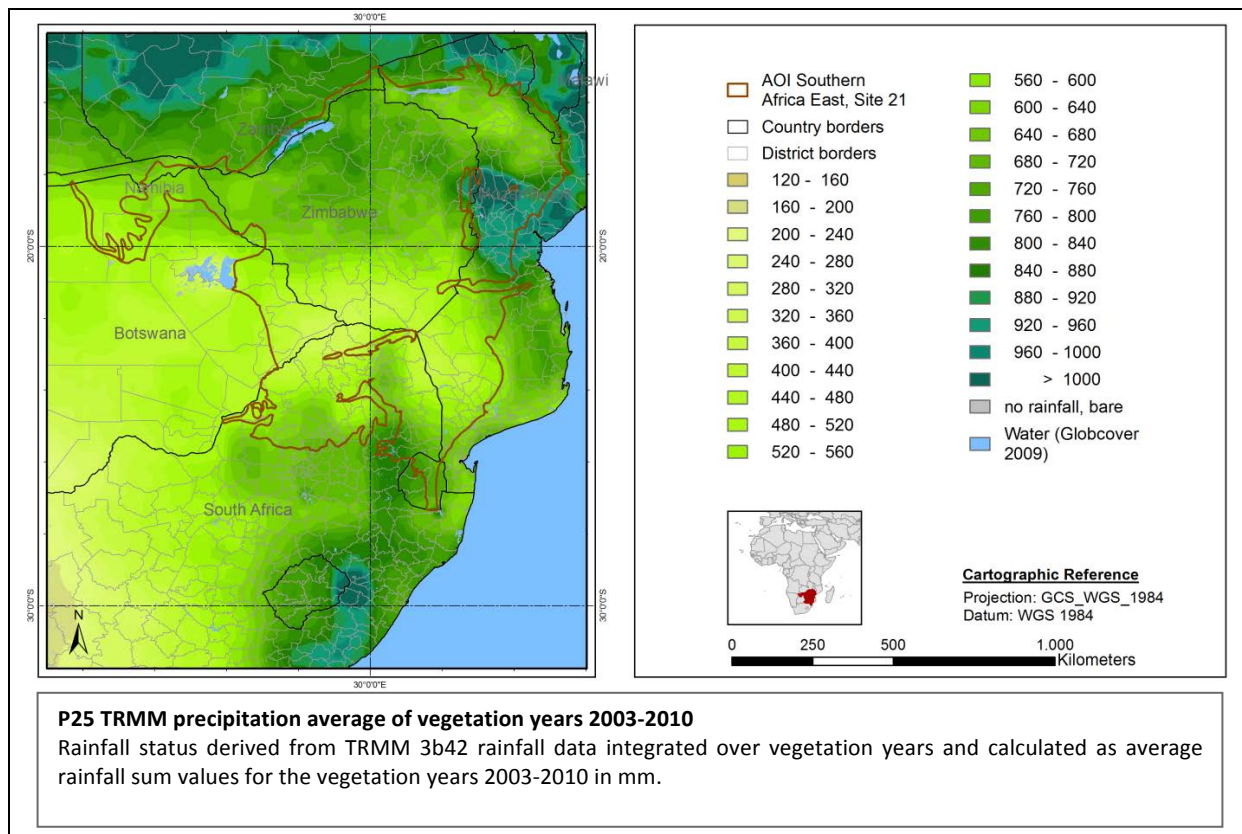 30°0'0"E
Malawi
Zambia
Namibia
Zimbabwe
20°0'0"S
20°0'0"S
Botswana
South Africa
30°0'0"S
30°0'0"S
N
30°0'0"E
AOI Southern
Africa East, Site 21
Country borders
District borders
120 - 160
160 - 200
200 - 240
240 - 280
280 - 320
320 - 360
360 - 400
400 - 440
440 - 480
480 - 520
520 - 560
560 - 600
600 - 640
640 - 680
680 - 720
720 - 760
760 - 800
800 - 840
840 - 880
880 - 920
920 - 960
960 - 1000
> 1000
no rainfall, bare
Water (Globcover
2009)
Cartographic Reference
Projection: GCS_WGS_1984
Datum: WGS 1984
0 250 500 1.000
Kilometers
P25 TRMM precipitation average of vegetation years 2003-2010
Rainfall status derived from TRMM 3b42 rainfall data integrated over vegetation years and calculated as average
rainfall sum values for the vegetation years 2003-2010 in mm.